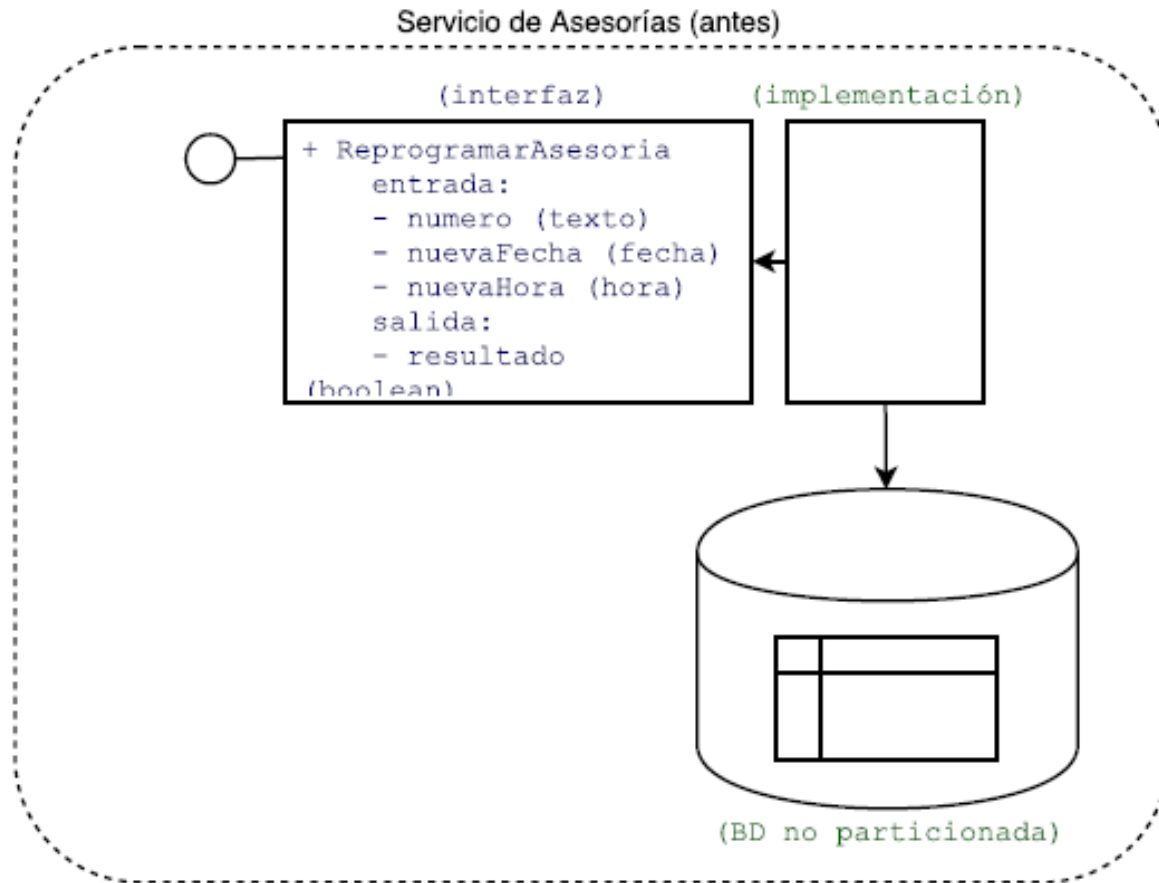 Servicio de Asesorías (antes)
(interfaz)
(implementación)
+ ReprogramarAsesoria
entrada:
- numero (texto)
- nuevaFecha (fecha)
- nuevaHora (hora)
salida:
- resultado
(boolean)
(BD no particionada)